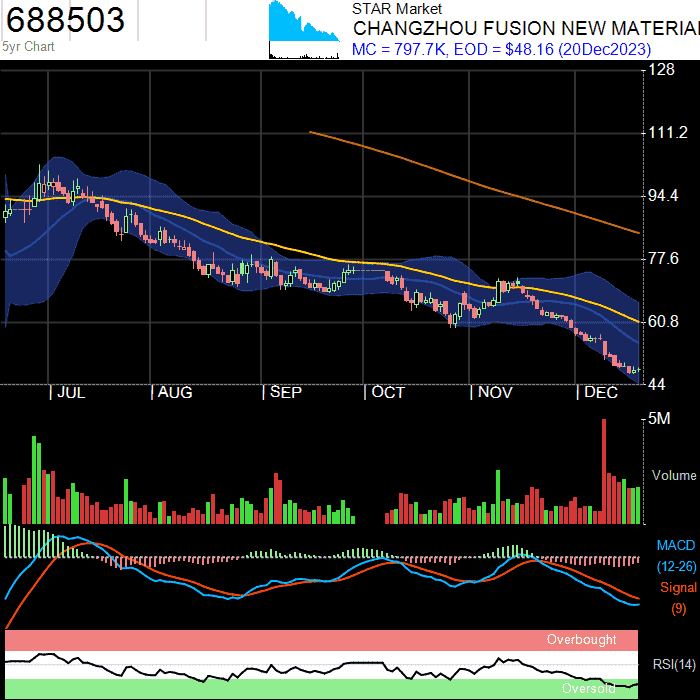 688503
5yr Chart
STAR Market
CHANGZHOU FUSION NEW MATERIA
MC = 797.7K, EOD = $48.16 (20Dec2023)
128
111.2
94.4
77.6
60.8
44
JUL AUG SEP OCT NOV DEC
5M
Volume
MACD
(12-26)
Signal
(9)
Overbought
RSI(14)
Oversold